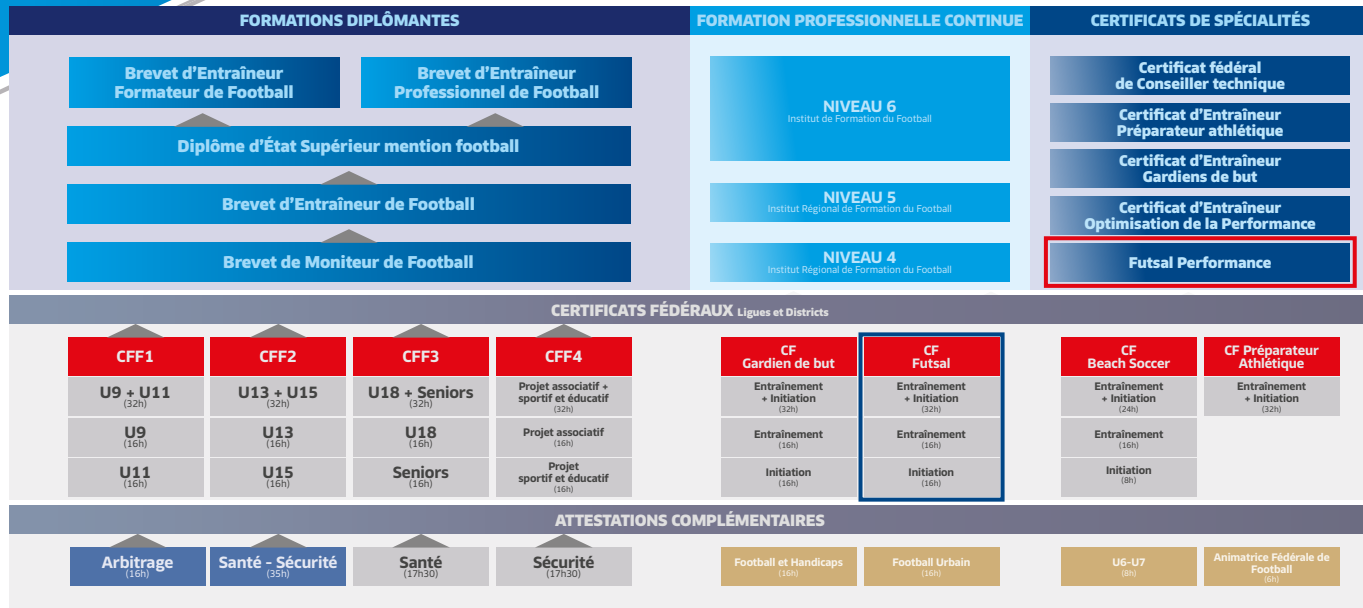 FORMATIONS DIPLÔMANTES
Brevet d'Entraîneur
Formateur de Football
Brevet d'Entraîneur
Professionnel de Football
Diplôme d'État Supérieur mention football
Brevet d'Entraîneur de Football
Brevet de Moniteur de Football
FORMATION PROFESSIONNELLE CONTINUE
NIVEAU 6
Institut de Formation du Football
NIVEAU 5
Institut Régional de Formation du Football
NIVEAU 4
Institut Régional de Formation du Football
CERTIFICATS DE SPÉCIALITÉS
Certificat fédéral
de Conseiller technique
Certificat d'Entraîneur
Préparateur athlétique
Certificat d'Entraîneur
Gardiens de but
Certificat d'Entraîneur
Optimisation de la Performance
Futsal Performance
CERTIFICATS FÉDÉRAUX Ligues et Districts
CFF1
U9 + U11
(32h)
U9
(16h)
U11
(16h)
CFF2
U13 + U15
(32h)
U13
(16h)
U15
(16h)
CFF3
U18 + Seniors
(32h)
U18
(16h)
Seniors
(16h)
CFF4
Projet associatif +
sportif et éducatif
(32h)
Projet associatif
(16h)
Projet
sportif et éducatif
(16h)
CF
Gardien de but
Entraînement
+ Initiation
(32h)
Entraînement
(16h)
Initiation
(16h)
CF
Futsal
Entraînement
+ Initiation
(32h)
Entraînement
(16h)
Initiation
(16h)
CF
Beach Soccer
Entraînement
+ Initiation
(24h)
Entraînement
(16h)
Initiation
(8h)
CF Préparateur
Athlétique
Entraînement
+ Initiation
(32h)
ATTESTATIONS COMPLÉMENTAIRES
Arbitrage
(16h)
Santé - Sécurité
(35h)
Santé
(17h30)
Sécurité
(17h30)
Football et Handicaps
(16h)
Football Urbain
(16h)
U6-U7
(8h)
Animatrice Fédérale de
Football
(6h)